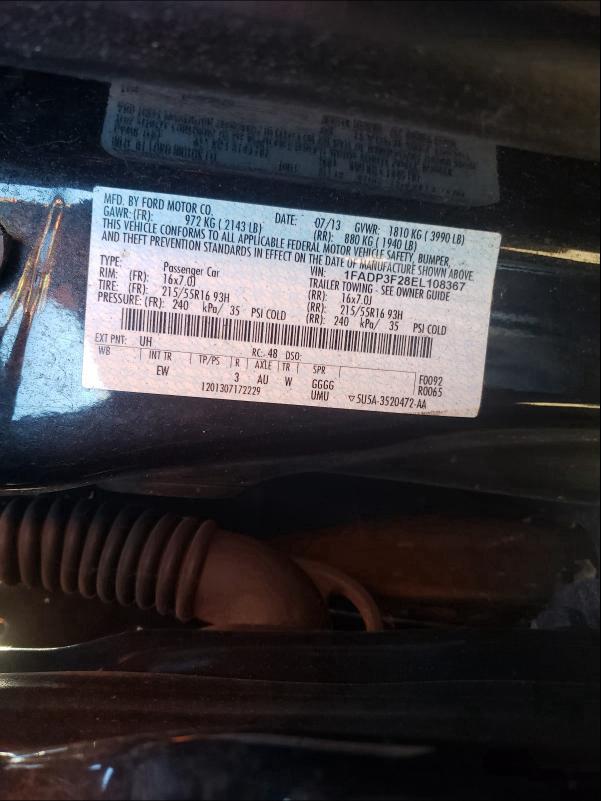 MFD. BY FORD MOTOR CO. DATE: 07/13 GVWR: 1810 KG ( 3990 LB)
GAWR:(FR): 972 KG ( 2143 LB) (RR): 880 KG ( 1940 LB)
THIS VEHICLE CONFORMS TO ALL APPLICABLE FEDERAL MOTOR VEHICLE SAFETY, BUMPER,
AND THEFT PREVENTION STANDARDS IN EFFECT ON THE DATE OF MANUFACTURE SHOWN ABOVE.
TYPE: Passenger Car VIN: 1FADP3F28EL108367
RIM: (FR): 16x7.0J TRAILER TOWING - SEE OWNER GUIDE
(RR): 16x7.0J
TIRE: (FR): 215/55R16 93H (RR): 215/55R16 93H
PRESSURE: (FR): 240 kPa/ 35 PSI COLD (RR): 240 kPa/ 35 PSI COLD
EXT PNT: UH RC: 48 DSO:
WB INT TR TP/PS R AXLE TR SPR F0092
EW 3 AU W GGGG R0065
1201307172229 UMU ▽5U5A-3520472-AA